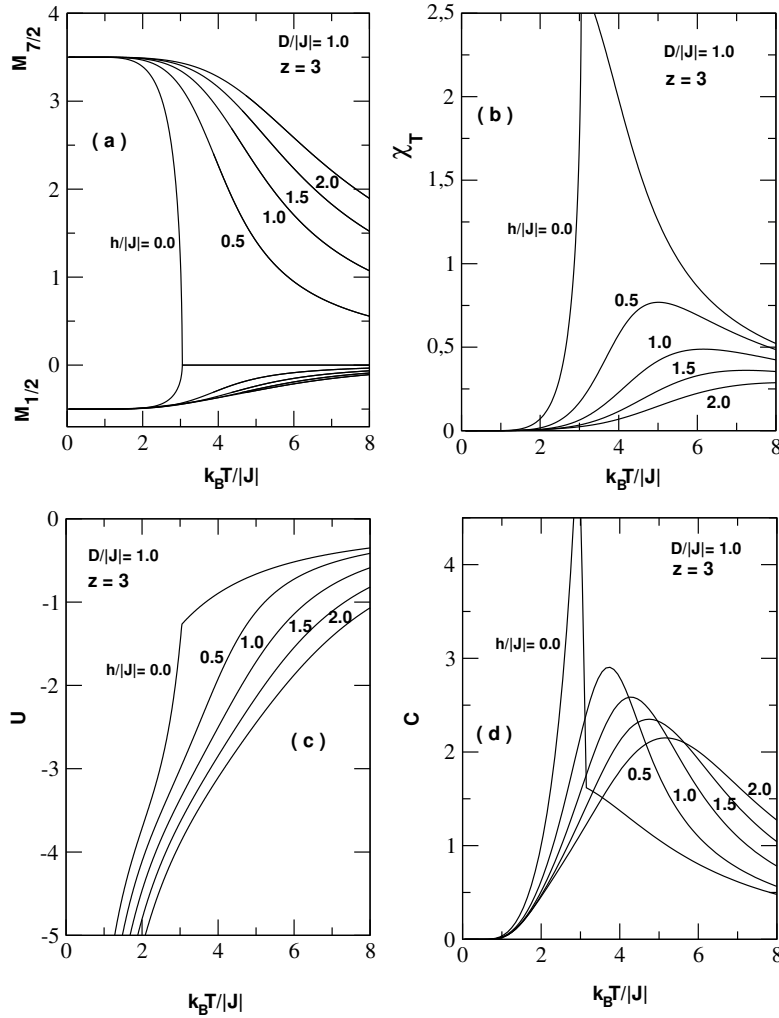 M7/2
M1/2
4
3
2
1
0
D/|J|= 1.0
z = 3
( a )
h/|J|= 0.0
0.5
1.0
1.5
2.0
0 2 4 6 8
kBT/|J|
χT
2,5
2
1,5
1
0,5
0
D/|J|= 1.0
z = 3
( b )
h/|J|= 0.0
0.5
1.0
1.5
2.0
0 2 4 6 8
kBT/|J|
U
0
-1
-2
-3
-4
-5
D/|J|= 1.0
z = 3
h/|J|= 0.0
0.5
1.0
1.5
2.0
( c )
0 2 4 6 8
kBT/|J|
C
4
3
2
1
0
D/|J|= 1.0
z = 3
h/|J|= 0.0
( d )
0.5
1.0
1.5
2.0
0 2 4 6 8
kBT/|J|